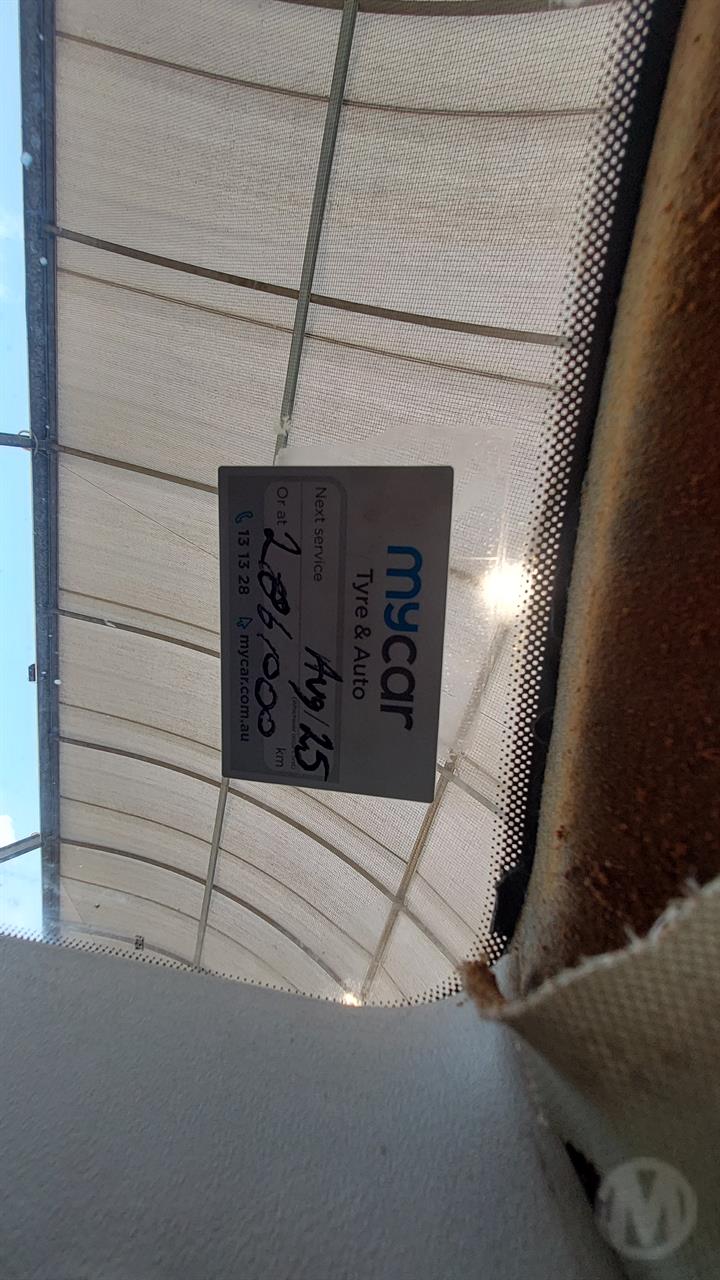 mycar
Tyre & Auto
Next service Aug/25
Or at 286,000 km
13 13 28 mycar.com.au
M